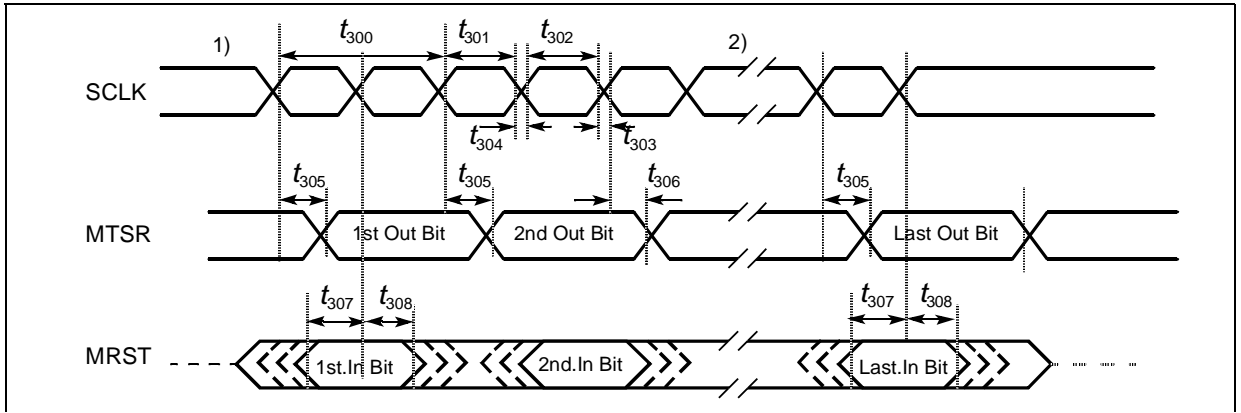 1) t300 t301 t302 2)
SCLK
t304 t303
t305 t305 t306 t305
MTSR 1st Out Bit 2nd Out Bit Last Out Bit
t307 t308 t307 t308
MRST 1st.In Bit 2nd.In Bit Last.In Bit